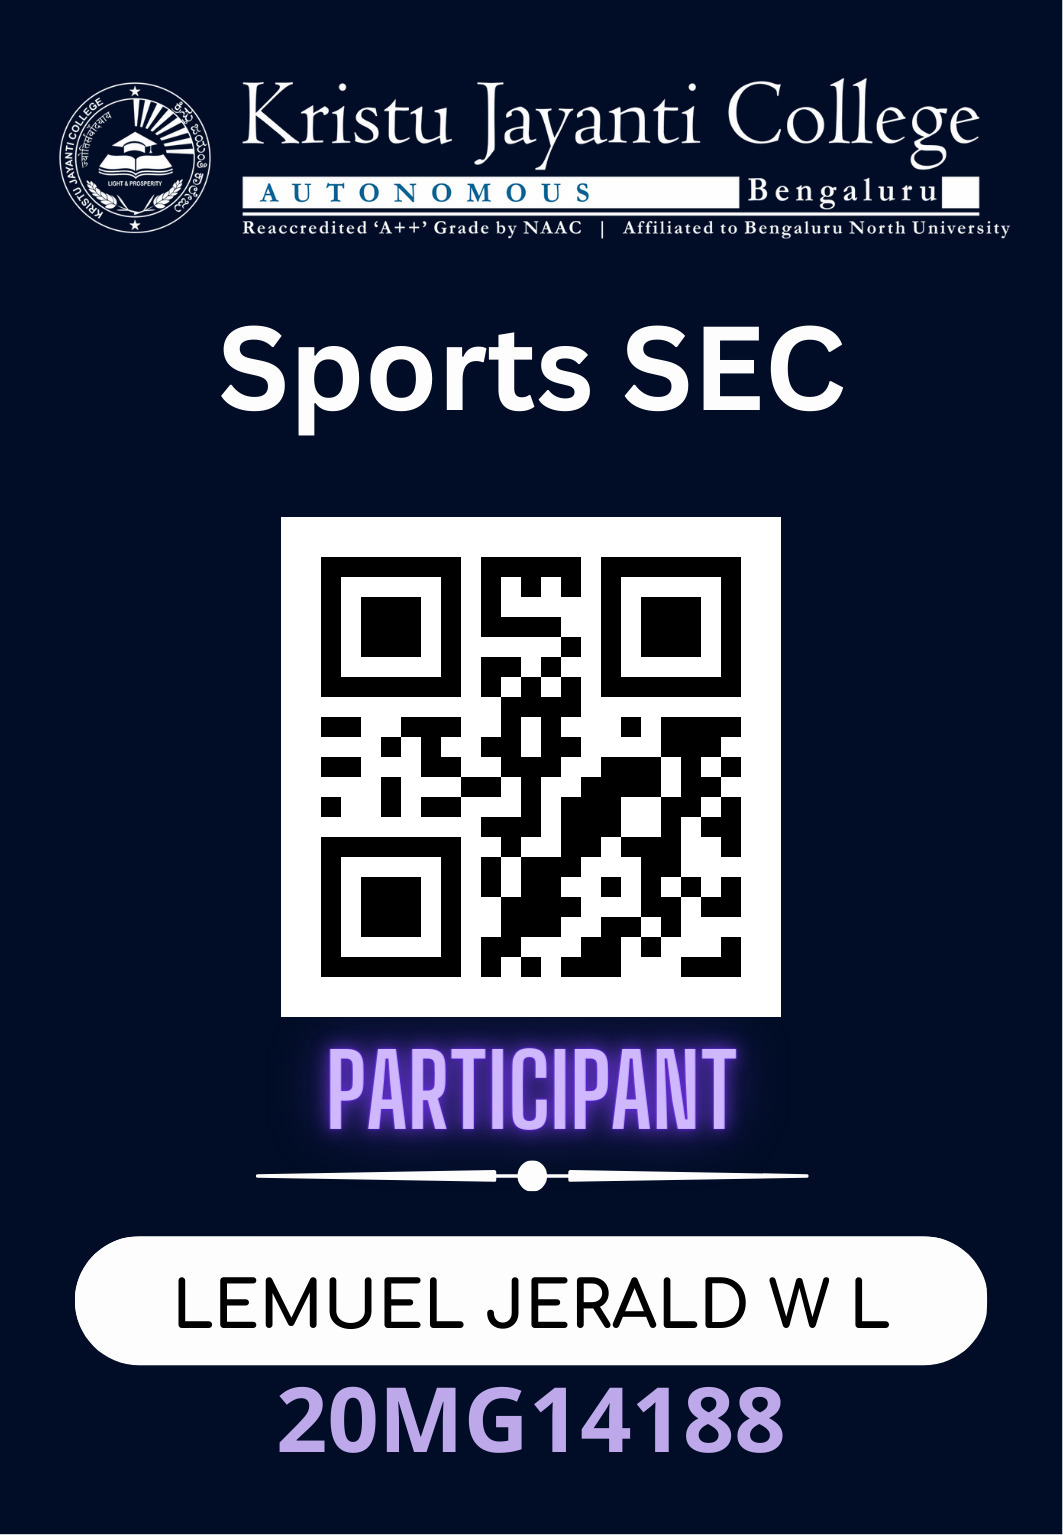 KRISTU JAYANTI COLLEGE
ज्योतिसंवादयाय
LIGHT & PROSPERITY
Kristu Jayanti College
AUTONOMOUS Bengaluru
Reaccredited ‘A++’ Grade by NAAC | Affiliated to Bengaluru North University
Sports SEC
PARTICIPANT
LEMUEL JERALD W L
20MG14188